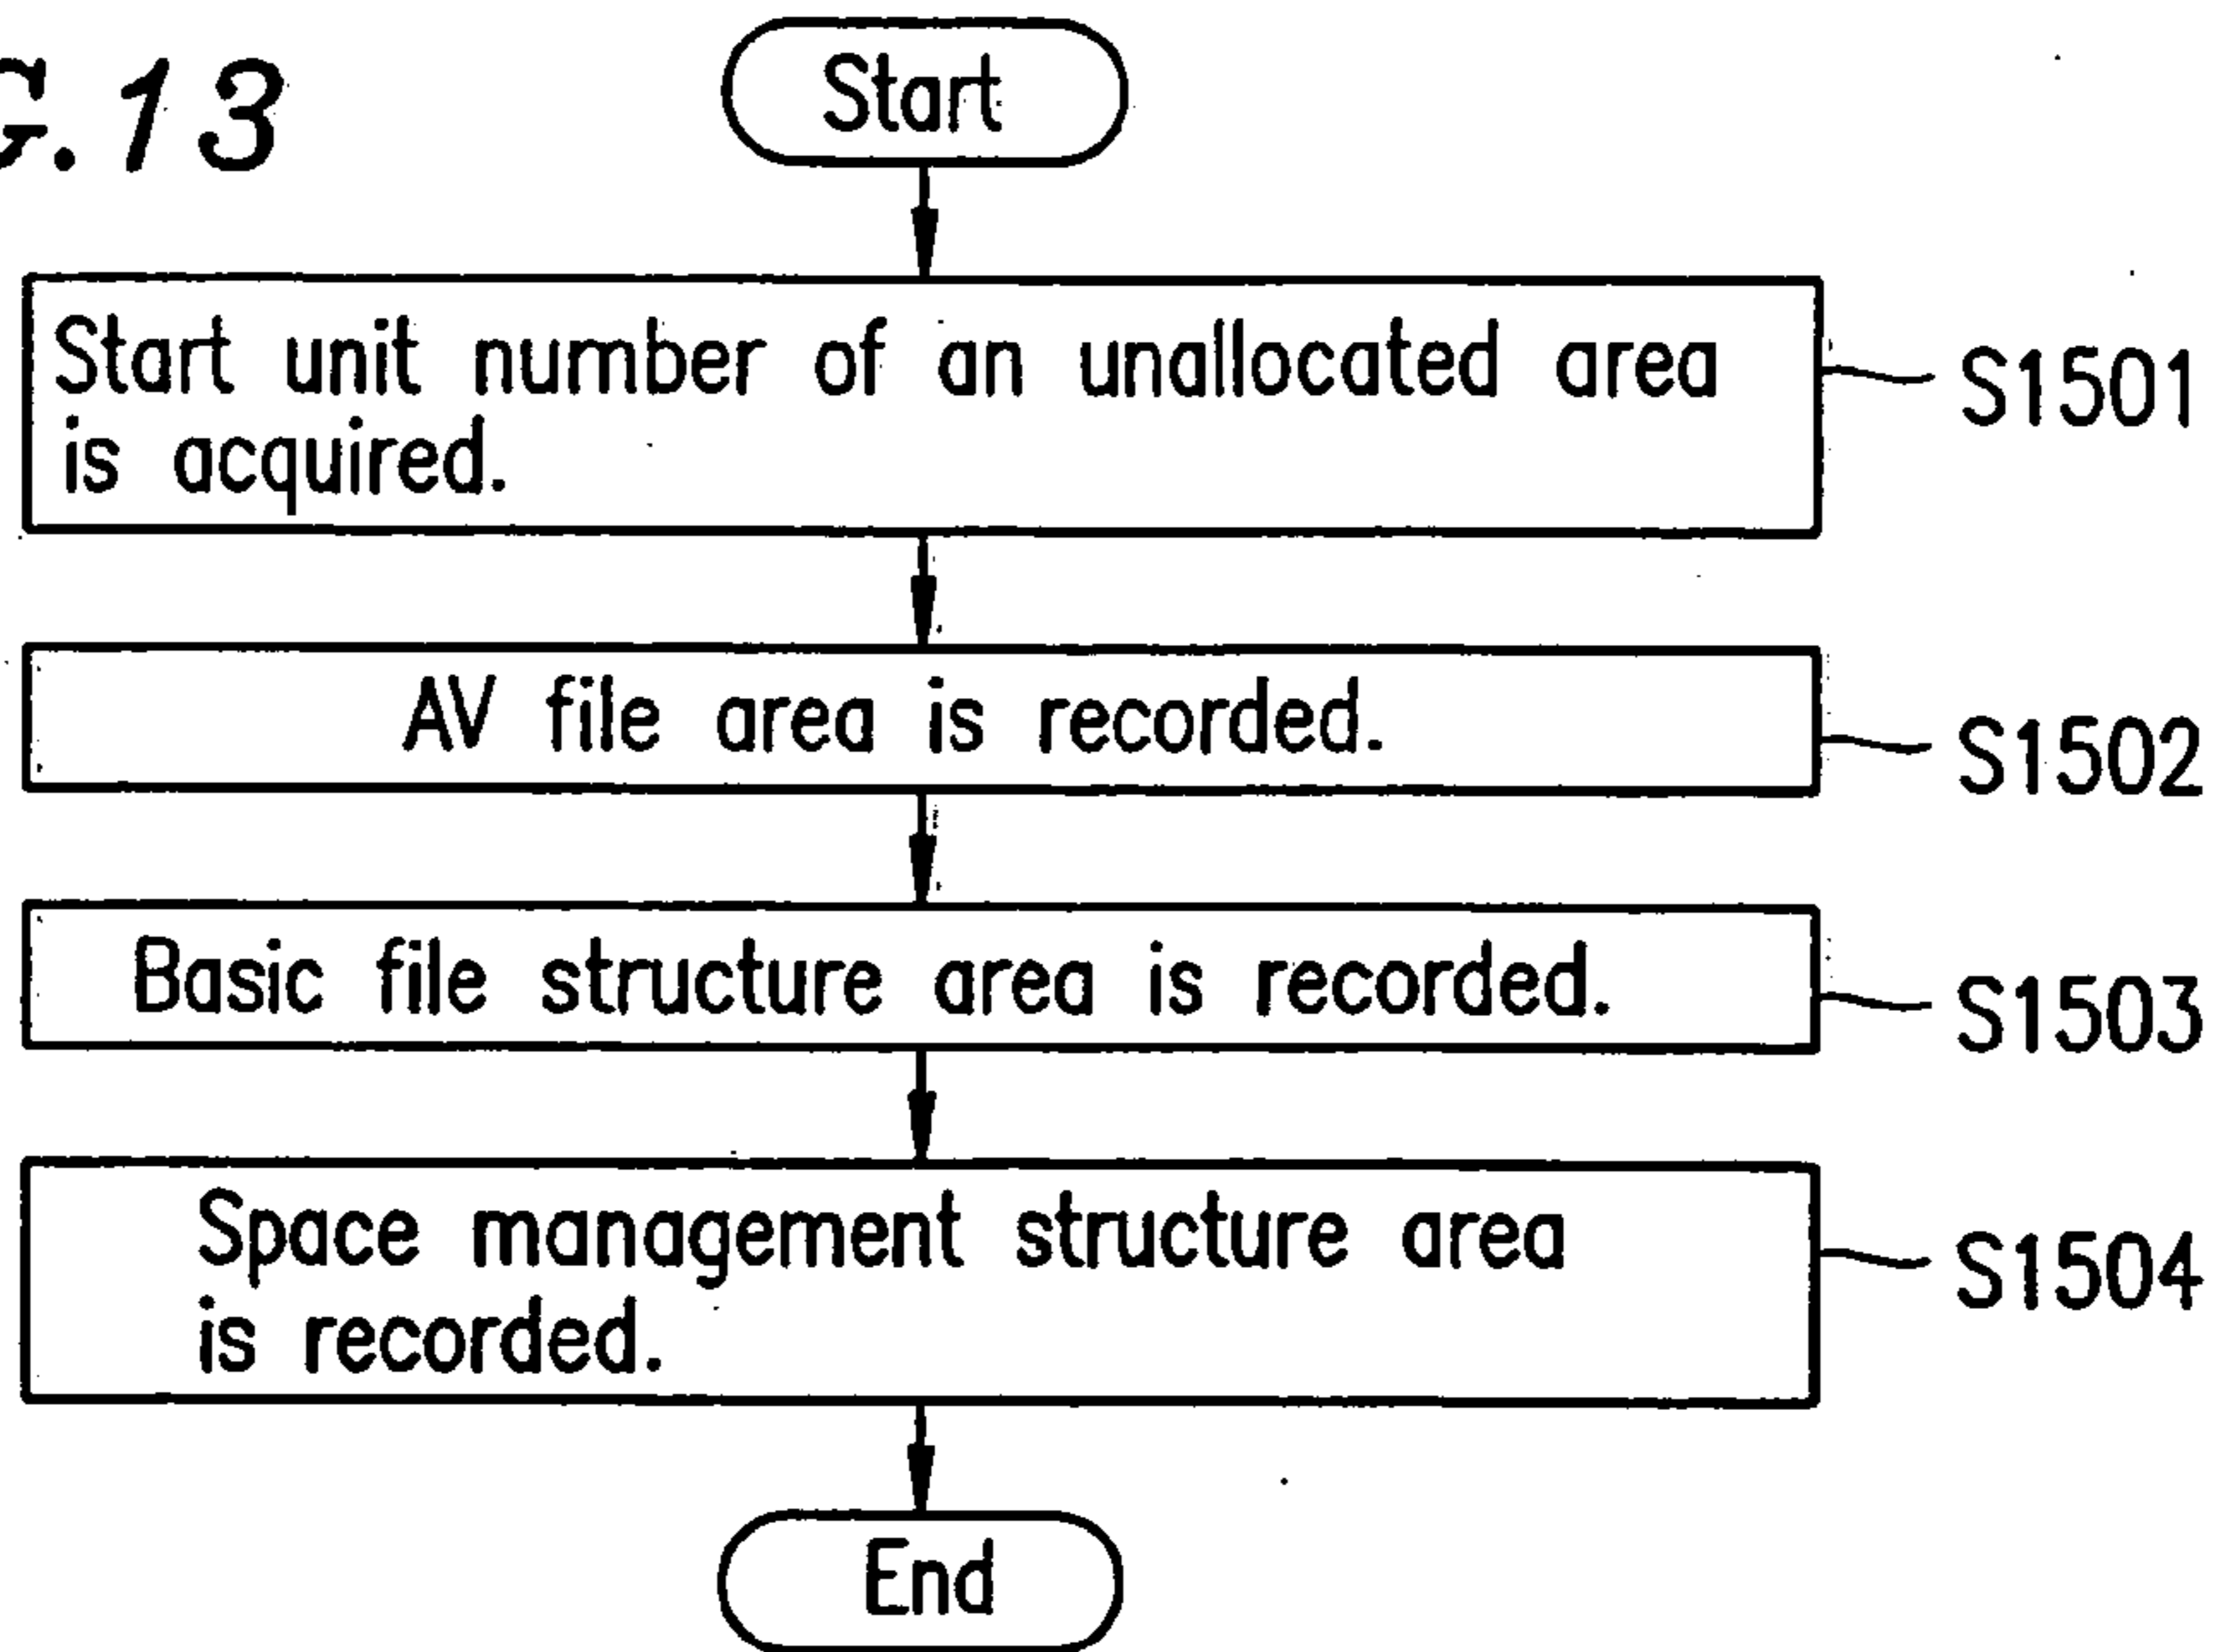 G.13
Start
Start unit number of an unallocated area
is acquired.
S1501
AV file area is recorded.
S1502
Basic file structure area is recorded.
S1503
Space management structure area
is recorded.
S1504
End